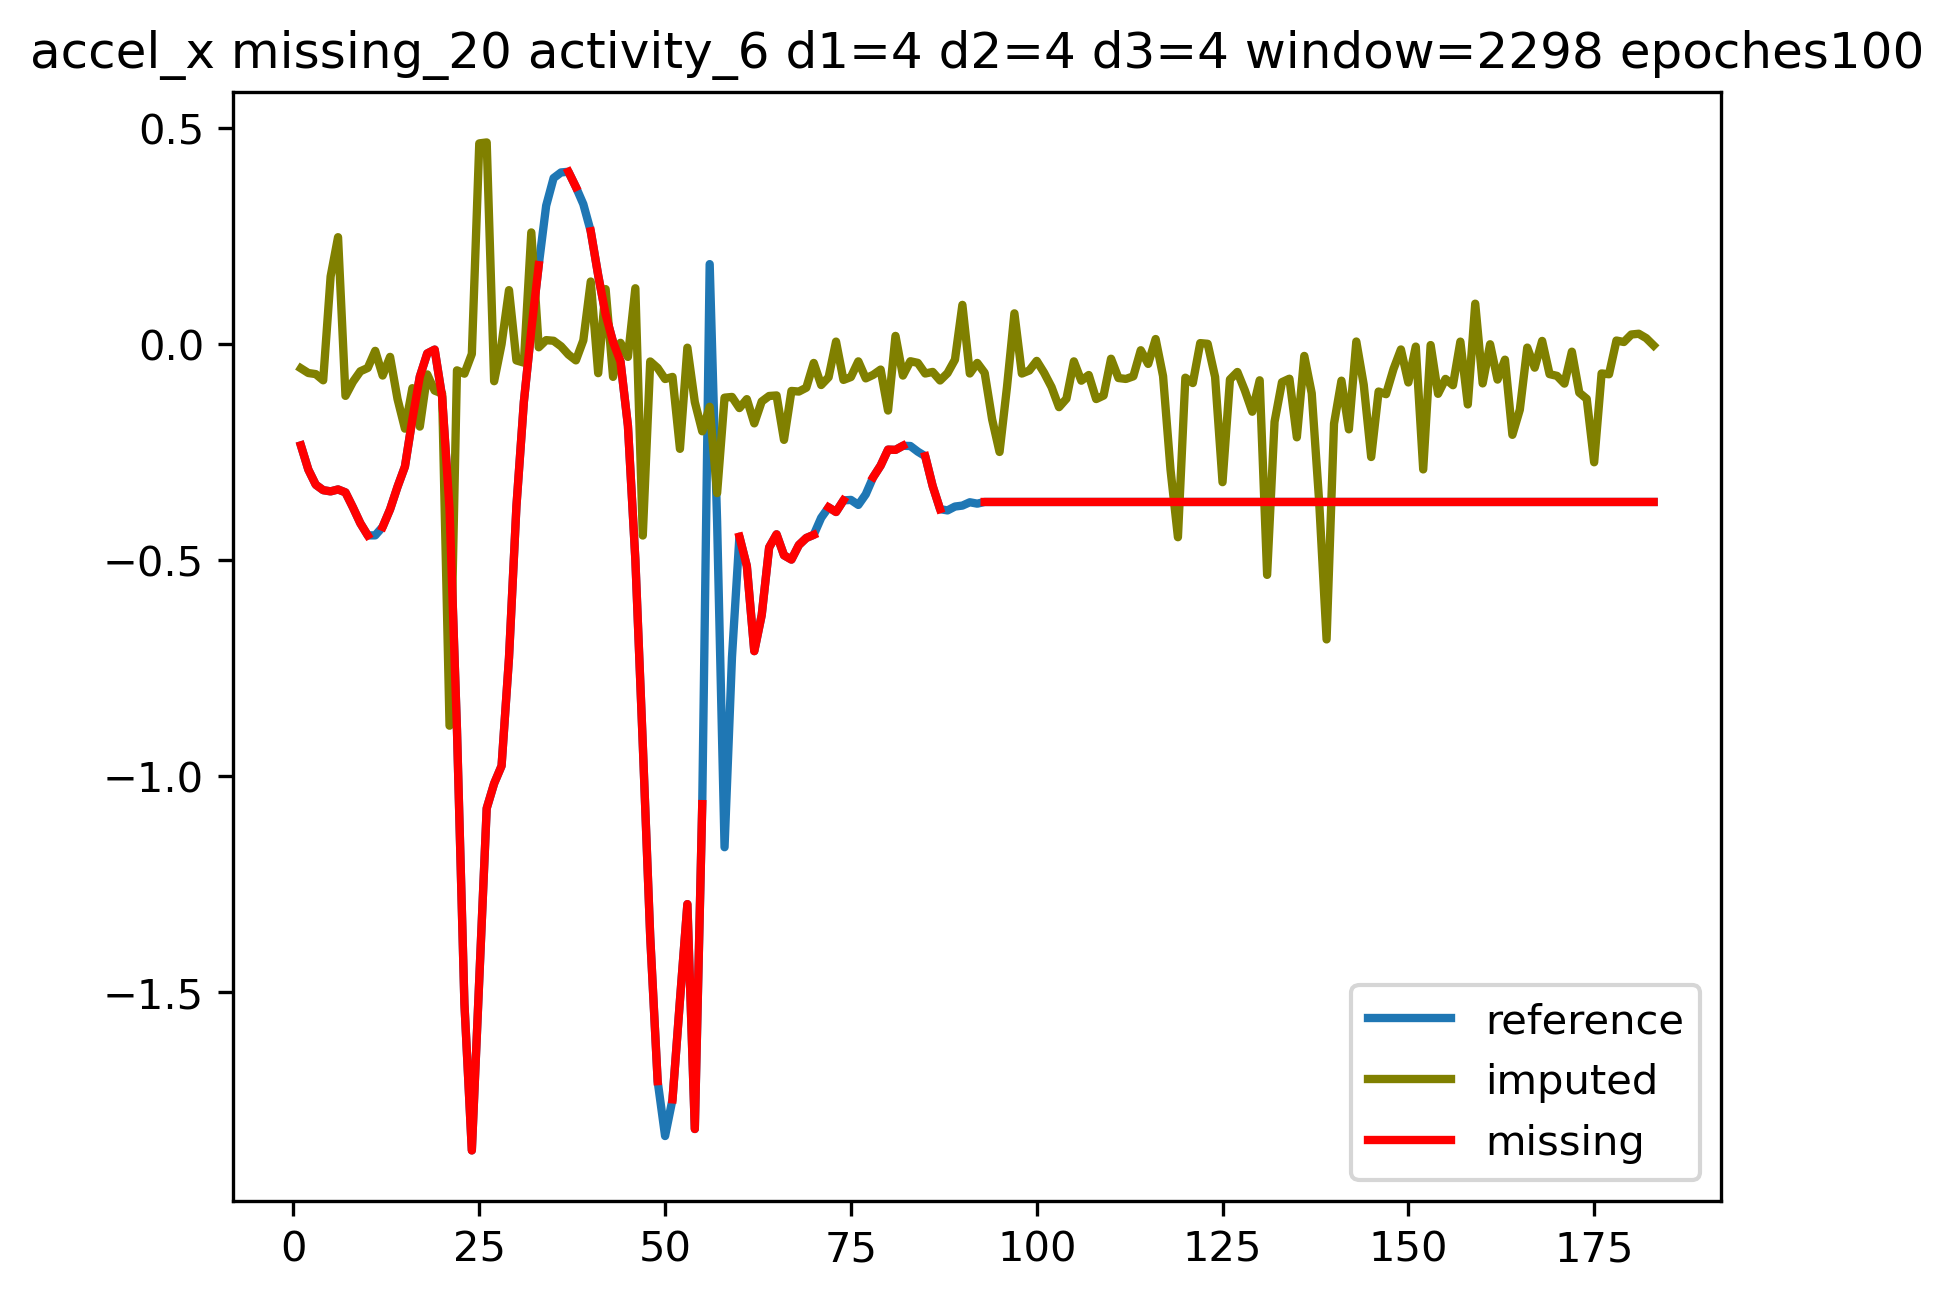 accel_x missing_20 activity_6 d1=4 d2=4 d3=4 window=2298 epoches100
0.5
0.0
−0.5
−1.0
−1.5
reference
imputed
missing
0 25 50 75 100 125 150 175